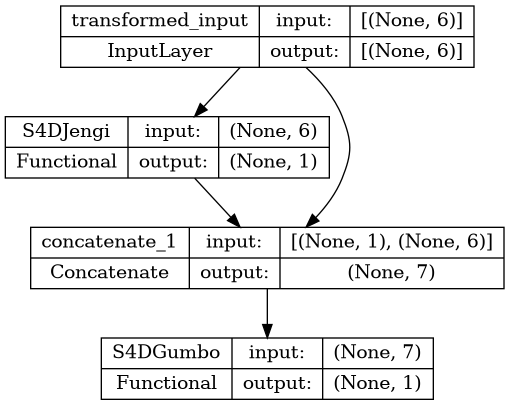 transformed_input input: [(None, 6)]
InputLayer output: [(None, 6)]
S4DJengi input: (None, 6)
Functional output: (None, 1)
concatenate_1 input: [(None, 1), (None, 6)]
Concatenate output: (None, 7)
S4DGumbo input: (None, 7)
Functional output: (None, 1)